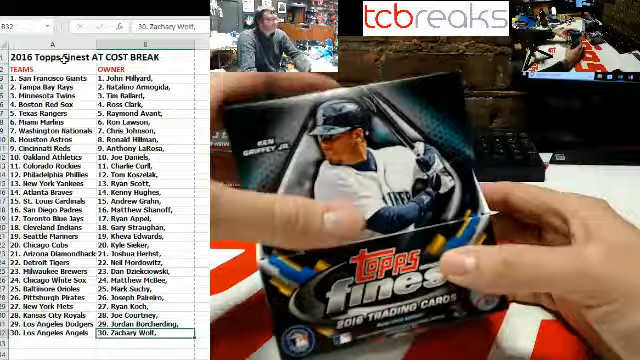 30. Zachary Wolf,
tcbreaks
A B
2016 Topps Finest AT COST BREAK
TEAMS OWNER
1. San Francisco Giants 1. John Millyard,
2. Tampa Bay Rays 2. Natalino Armogida,
3. Minnesota Twins 3. Tim Ballard,
4. Boston Red Sox 4. Ross Clark,
5. Texas Rangers 5. Raymond Avant,
6. Miami Marlins 6. Ron Lawson,
7. Washington Nationals 7. Chris Johnson,
8. Houston Astros 8. Ronald Hillman,
9. Cincinnati Reds 9. Anthony LaRosa,
10. Oakland Athletics 10. Joe Daniels,
11. Colorado Rockies 11. Charlie Curll,
12. Philadelphia Phillies 12. Tom Koszelak,
13. New York Yankees 13. Ryan Scott,
14. Atlanta Braves 14. Kenny Hughes,
15. St. Louis Cardinals 15. Andrew Grahn,
16. San Diego Padres 16. Matthew Shanoff,
17. Toronto Blue Jays 17. Ryan Appel,
18. Cleveland Indians 18. Gary Straughan,
19. Seattle Mariners 19. Kheva Edwards,
20. Chicago Cubs 20. Kyle Sieker,
21. Arizona Diamondback 21. Joshua Herbst,
22. Detroit Tigers 22. Neil Mordowitz,
23. Milwaukee Brewers 23. Dan Dziekciowski,
24. Chicago White Sox 24. Matthew McBee,
25. Baltimore Orioles 25. Mark Suchy,
26. Pittsburgh Pirates 26. Joseph Palreiro,
27. New York Mets 27. Ryan Koch,
28. Kansas City Royals 28. Joe Courtney,
29. Los Angeles Dodgers 29. Jordan Borcherding,
30. Los Angeles Angels 30. Zachary Wolf,
KEN
GRIFFEY JR.
topps
finest
2016 TRADING CARDS